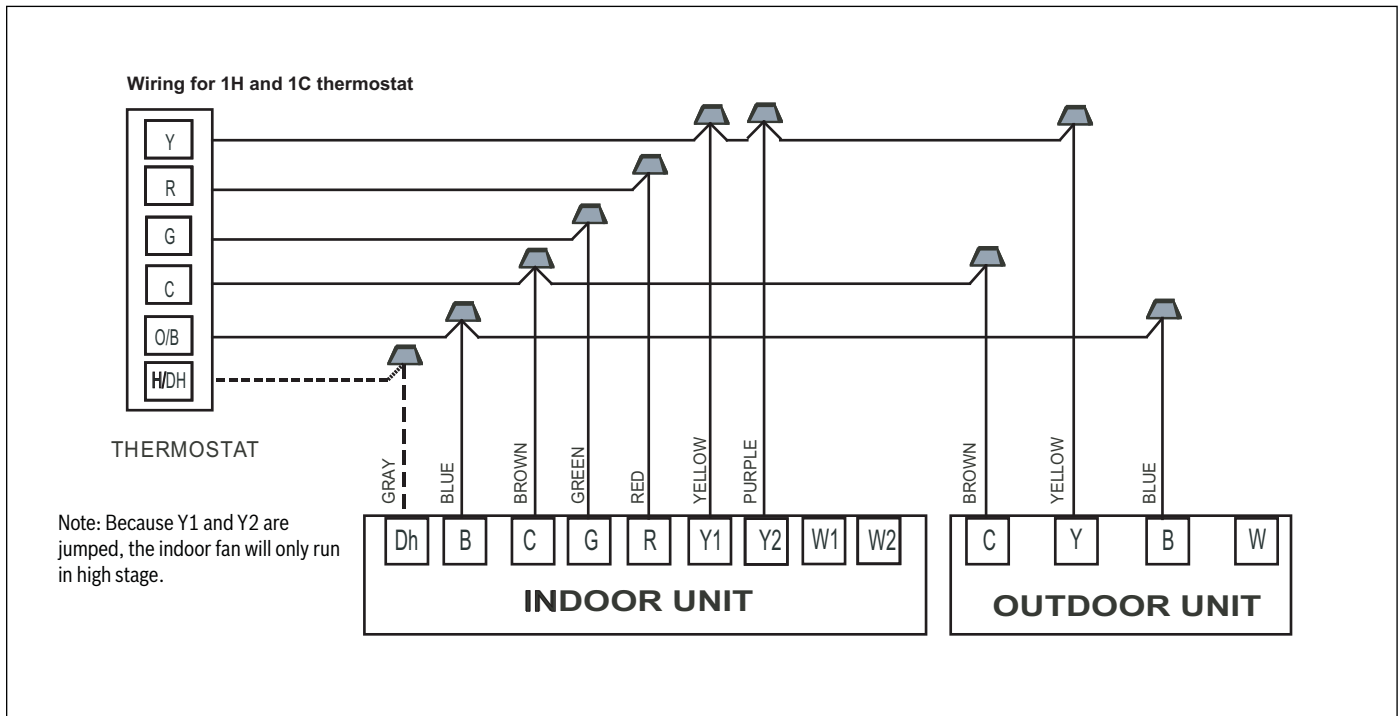 Wiring for 1H and 1C thermostat
Y
R
G
C
O/B
H/DH
THERMOSTAT
Note: Because Y1 and Y2 are
jumped, the indoor fan will only run
in high stage.
GRAY
BLUE
BROWN
GREEN
RED
YELLOW
PURPLE
BROWN
YELLOW
BLUE
Dh B C G R Y1 Y2 W1 W2
INDOOR UNIT
C Y B W
OUTDOOR UNIT